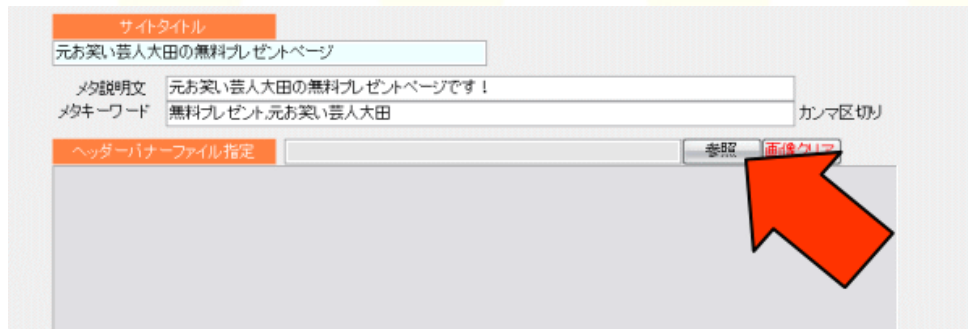 サイトタイトル
元お笑い芸人大田の無料プレゼントページ
メタ説明文 元お笑い芸人大田の無料プレゼントページです！
メタキーワード 無料プレゼント,元お笑い芸人大田 カンマ区切り
ヘッダーバナーファイル指定 参照 画像クリア